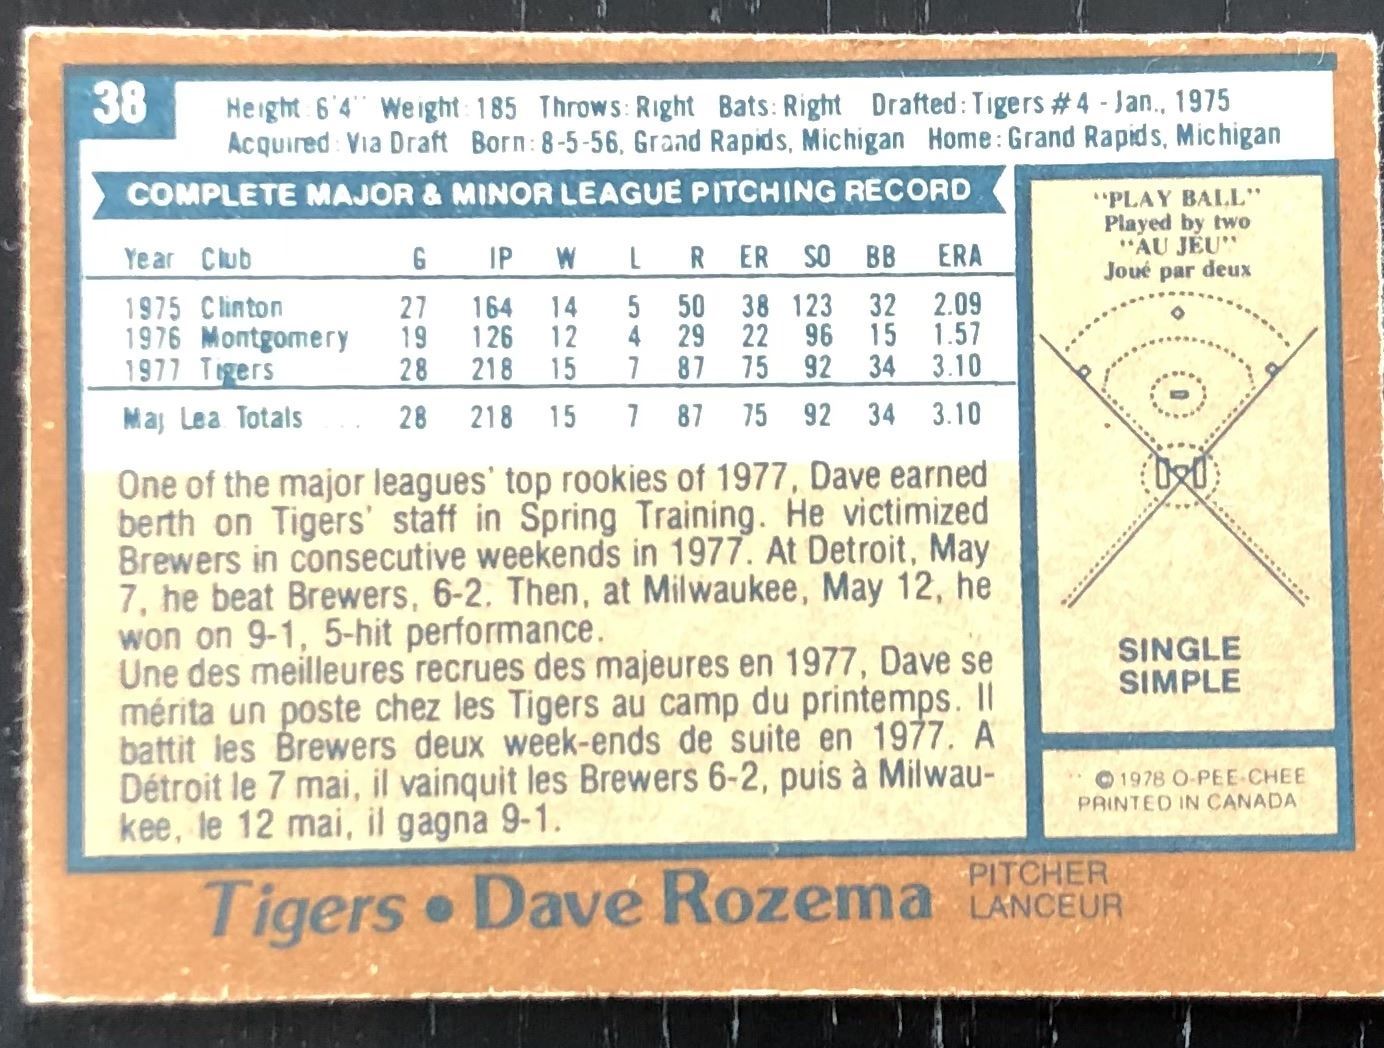 38
Height: 6'4" Weight: 185 Throws: Right Bats: Right Drafted: Tigers #4 - Jan., 1975
Acquired: Via Draft Born: 8-5-56, Grand Rapids, Michigan Home: Grand Rapids, Michigan
COMPLETE MAJOR & MINOR LEAGUE PITCHING RECORD
Year Club G IP W L R ER SO BB ERA
1975 Clinton 27 164 14 5 50 38 123 32 2.09
1976 Montgomery 19 126 12 4 29 22 96 15 1.57
1977 Tigers 28 218 15 7 87 75 92 34 3.10
Maj. Lea. Totals ... 28 218 15 7 87 75 92 34 3.10
One of the major leagues' top rookies of 1977, Dave earned
berth on Tigers' staff in Spring Training. He victimized
Brewers in consecutive weekends in 1977. At Detroit, May
7, he beat Brewers, 6-2. Then, at Milwaukee, May 12, he
won on 9-1, 5-hit performance.
Une des meilleures recrues des majeures en 1977, Dave se
mérita un poste chez les Tigers au camp du printemps. Il
battit les Brewers deux week-ends de suite en 1977. A
Détroit le 7 mai, il vainquit les Brewers 6-2, puis à Milwau-
kee, le 12 mai, il gagna 9-1.
"PLAY BALL"
Played by two
"AU JEU"
Joué par deux
SINGLE
SIMPLE
© 1978 O-PEE-CHEE
PRINTED IN CANADA
Tigers • Dave Rozema
PITCHER
LANCEUR